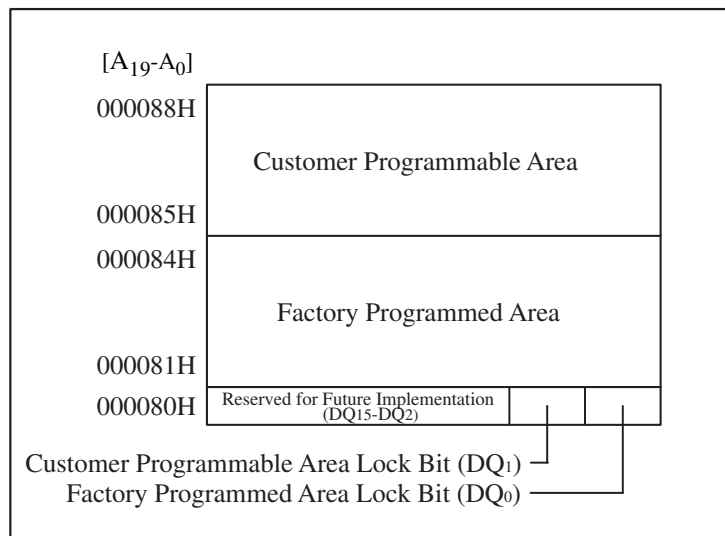 [A19-A0]
000088H
Customer Programmable Area
000085H
000084H
Factory Programmed Area
000081H
000080H
Reserved for Future Implementation
(DQ15-DQ2)
Customer Programmable Area Lock Bit (DQ1)
Factory Programmed Area Lock Bit (DQ0)